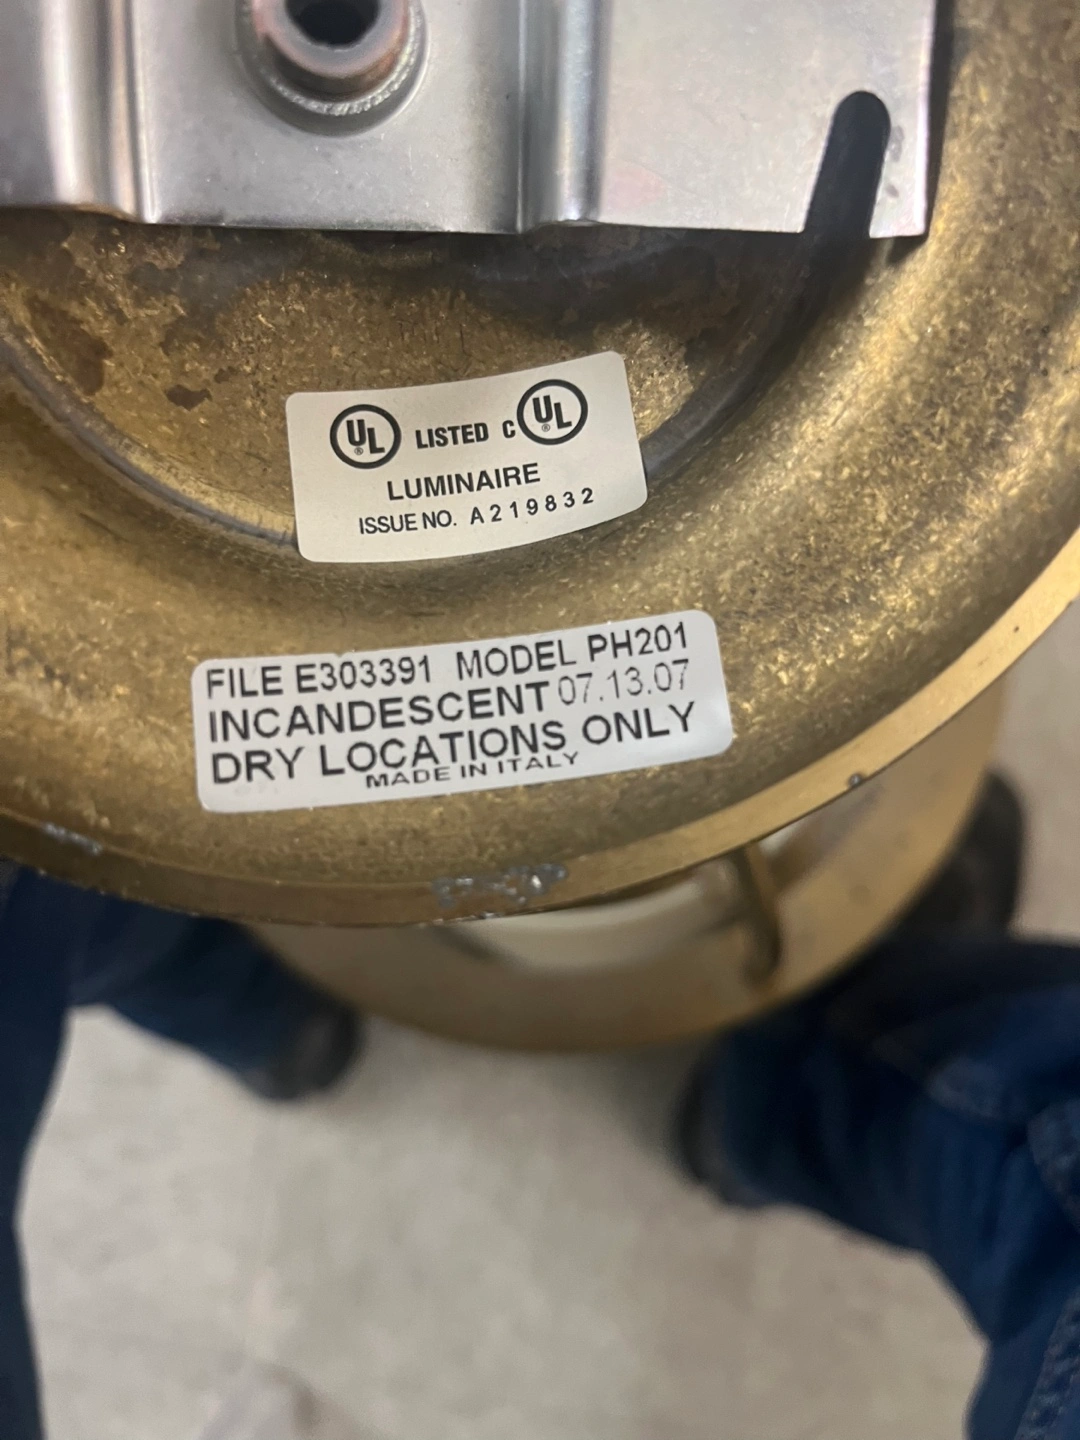 UL® LISTED C UL®
LUMINAIRE
ISSUE NO. A219832
FILE E303391 MODEL PH201
INCANDESCENT 07.13.07
DRY LOCATIONS ONLY
MADE IN ITALY